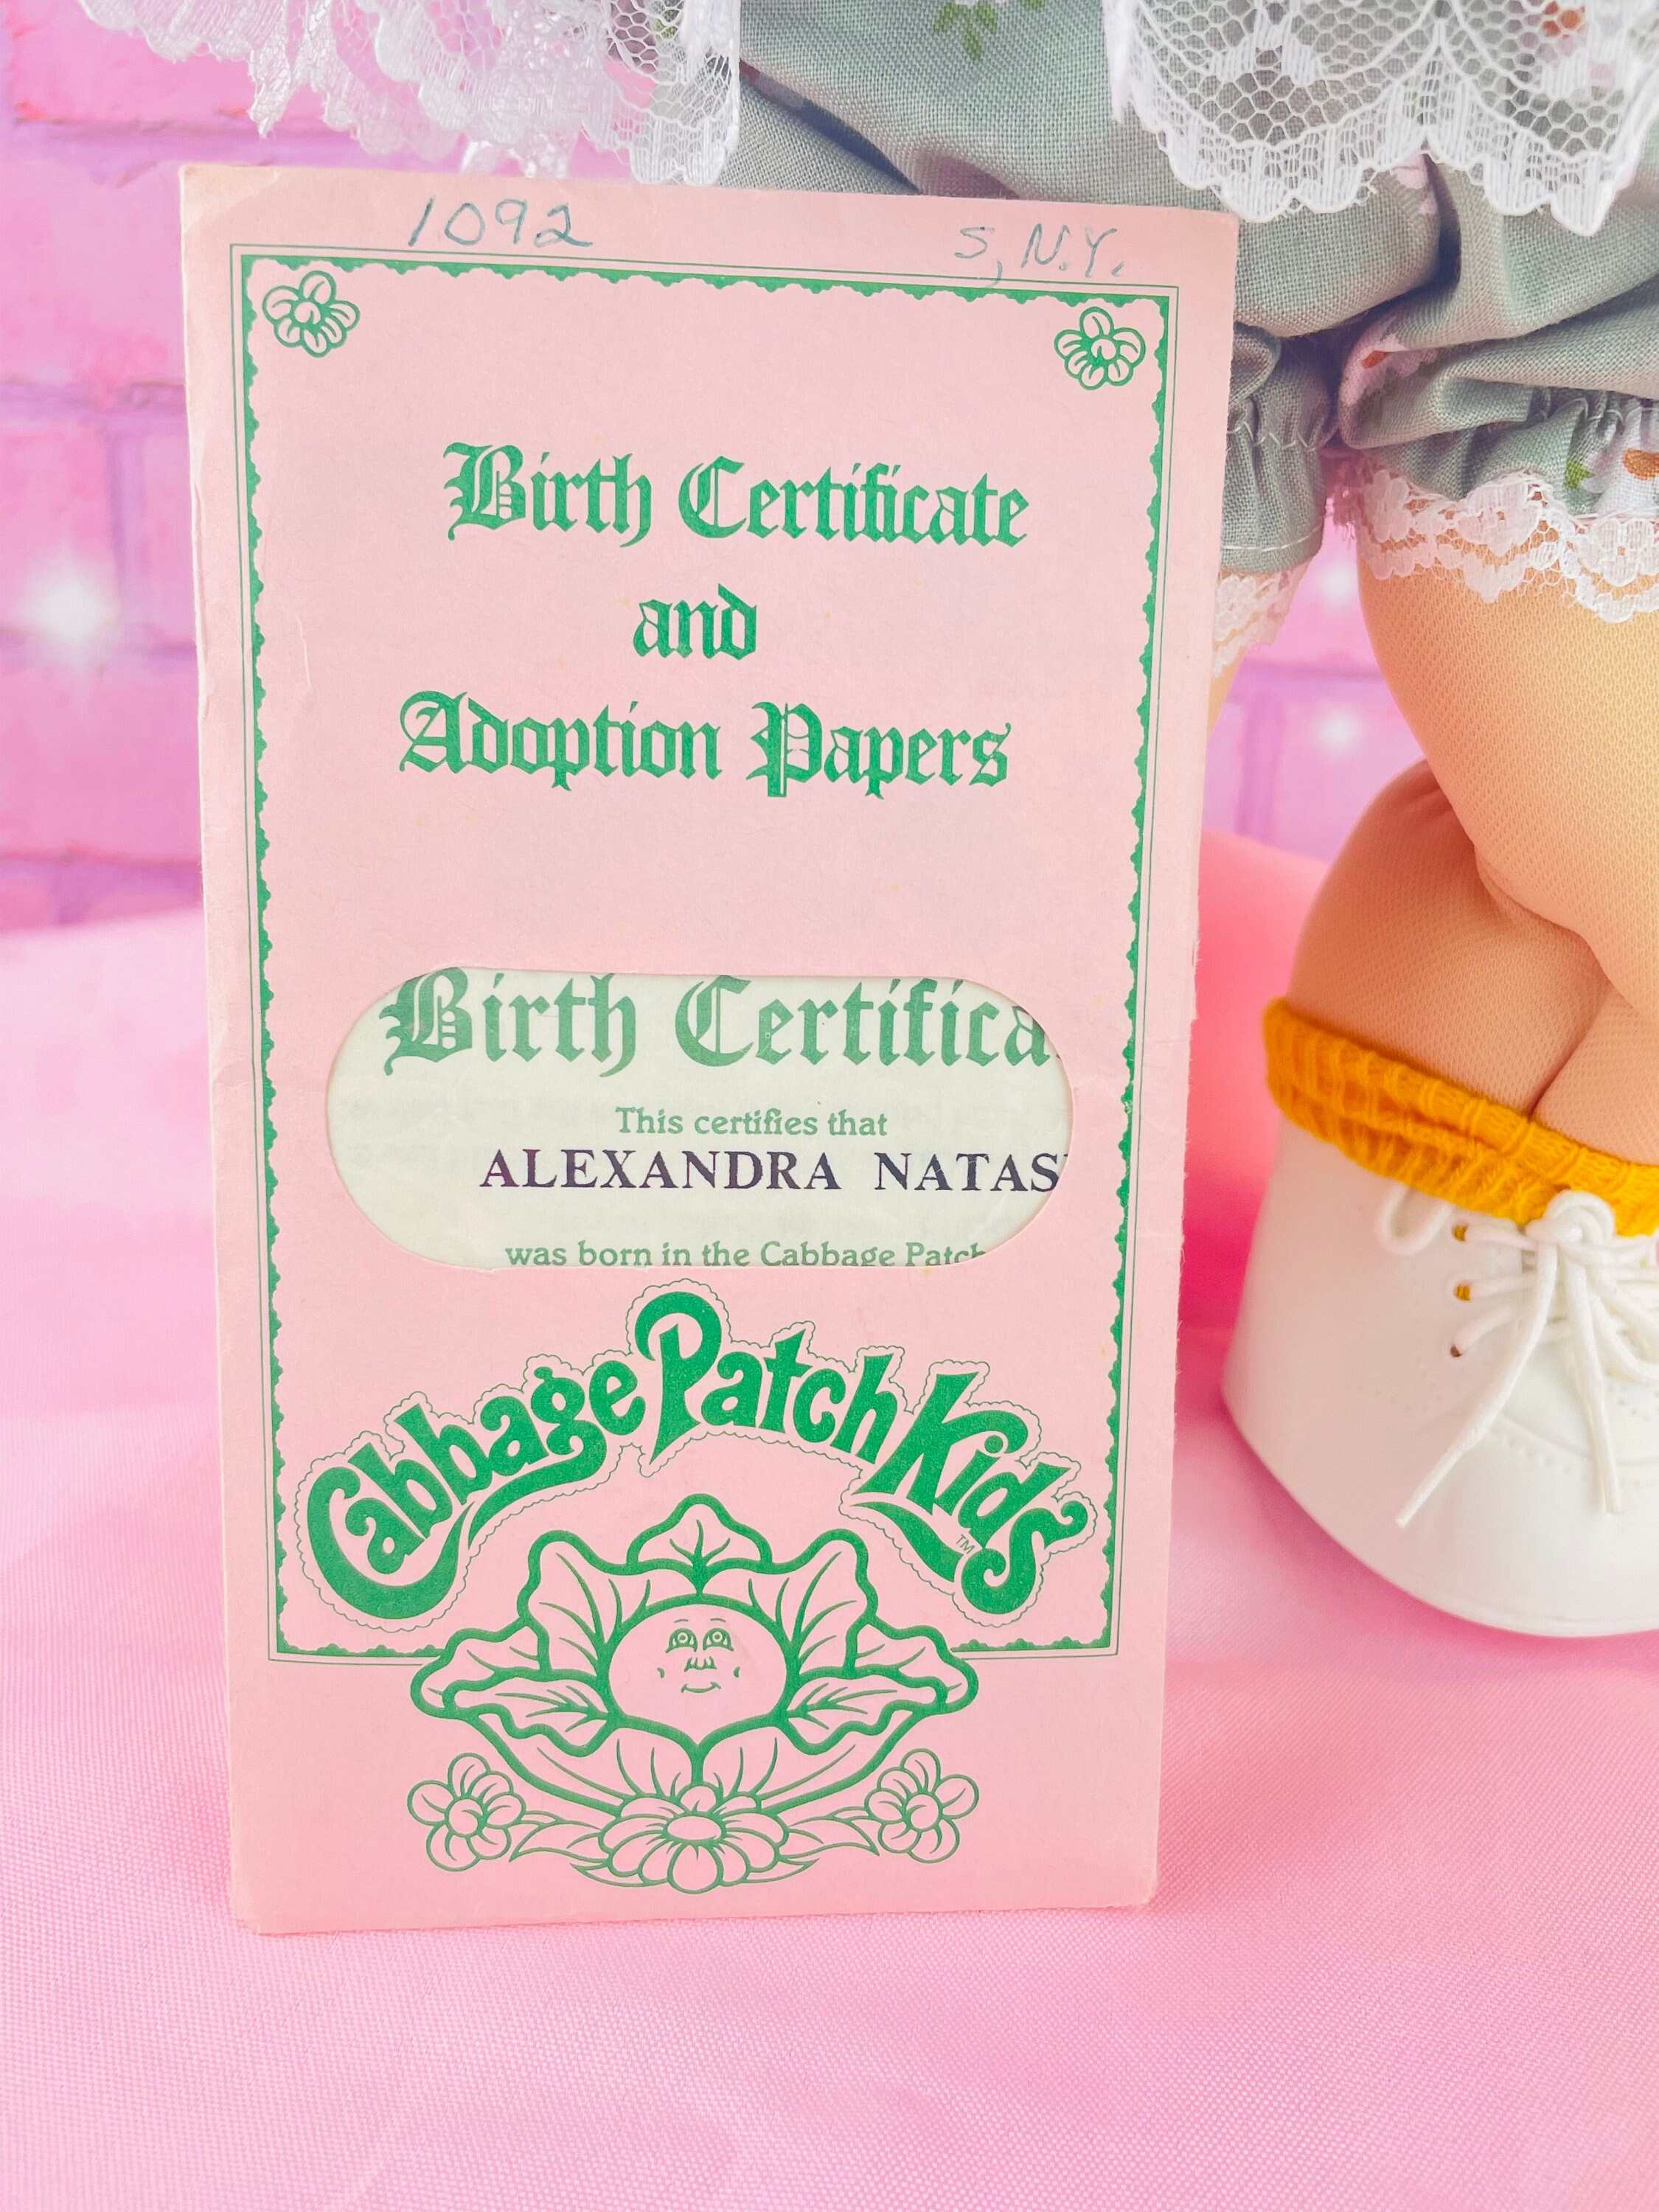 1092 S, N.Y.
Birth Certificate
and
Adoption Papers
Birth Certifica
This certifies that
ALEXANDRA NATAS
was born in the Cabbage Patch
Cabbage Patch Kids
TM